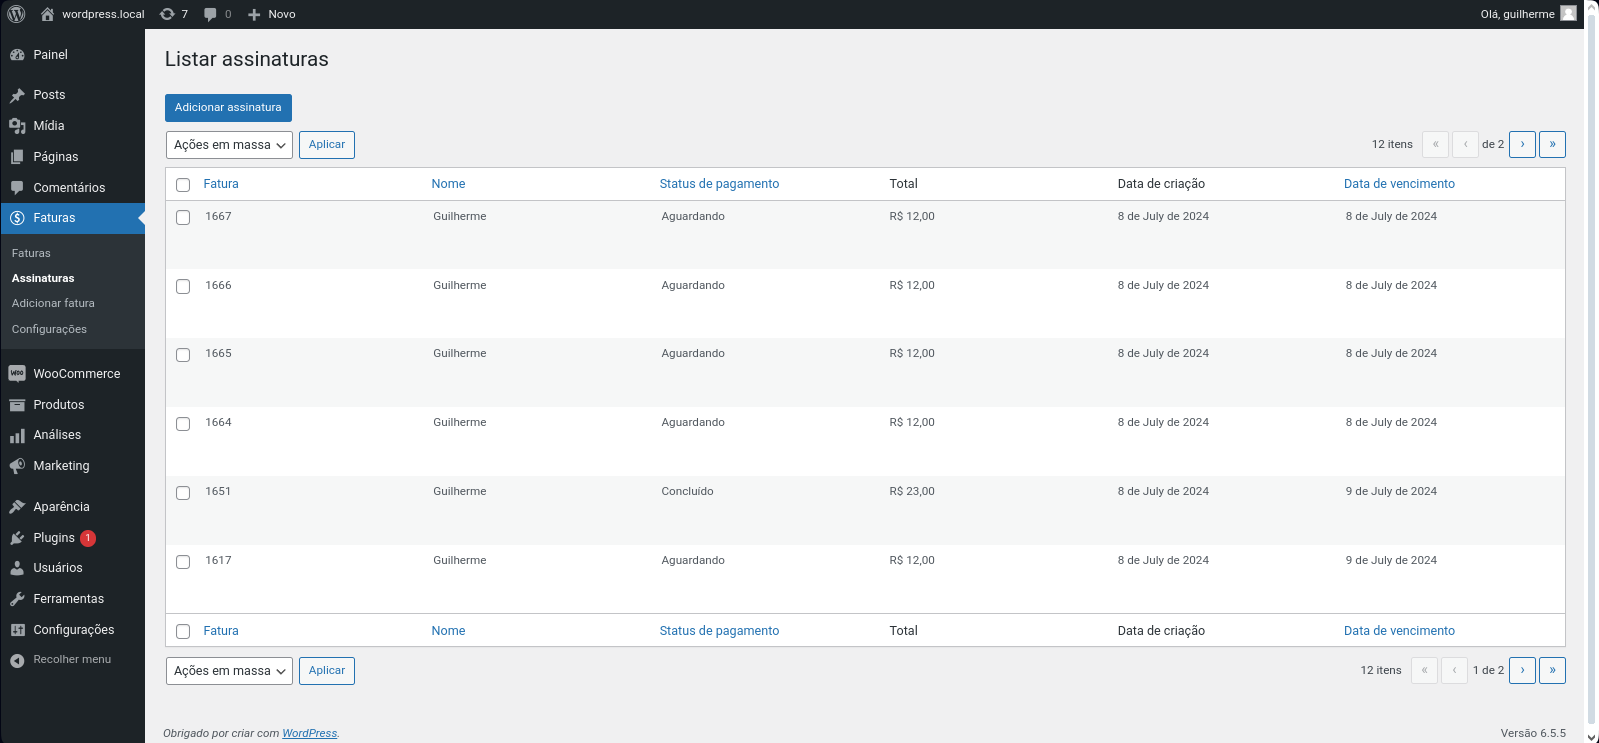 wordpress.local 7 0 Novo Olá, guilherme
Painel
Posts
Mídia
Páginas
Comentários
Faturas
Faturas
Assinaturas
Adicionar fatura
Configurações
WooCommerce
Produtos
Análises
Marketing
Aparência
Plugins 1
Usuários
Ferramentas
Configurações
Recolher menu
Listar assinaturas
Adicionar assinatura
Ações em massa Aplicar 12 itens « ‹ de 2 › »
Fatura Nome Status de pagamento Total Data de criação Data de vencimento
1667 Guilherme Aguardando R$ 12,00 8 de July de 2024 8 de July de 2024
1666 Guilherme Aguardando R$ 12,00 8 de July de 2024 8 de July de 2024
1665 Guilherme Aguardando R$ 12,00 8 de July de 2024 8 de July de 2024
1664 Guilherme Aguardando R$ 12,00 8 de July de 2024 8 de July de 2024
1651 Guilherme Concluído R$ 23,00 8 de July de 2024 9 de July de 2024
1617 Guilherme Aguardando R$ 12,00 8 de July de 2024 9 de July de 2024
Fatura Nome Status de pagamento Total Data de criação Data de vencimento
Ações em massa Aplicar 12 itens « ‹ 1 de 2 › »
Obrigado por criar com WordPress. Versão 6.5.5